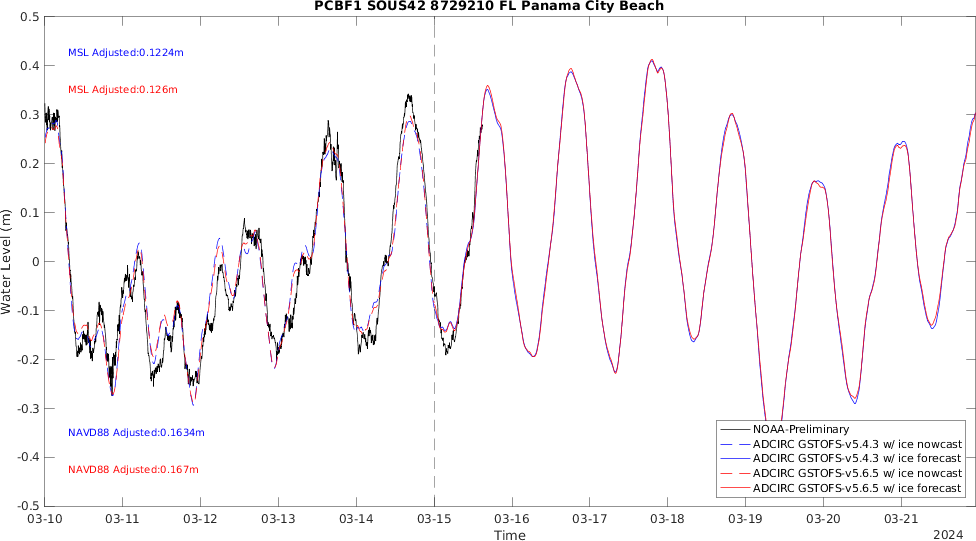 PCBF1 SOUS42 8729210 FL Panama City Beach
0.5
0.4
0.3
0.2
0.1
0
-0.1
-0.2
-0.3
-0.4
-0.5
Water Level (m)
MSL Adjusted:0.1224m
MSL Adjusted:0.126m
NAVD88 Adjusted:0.1634m
NAVD88 Adjusted:0.167m
NOAA-Preliminary
ADCIRC GSTOFS-v5.4.3 w/ ice nowcast
ADCIRC GSTOFS-v5.4.3 w/ ice forecast
ADCIRC GSTOFS-v5.6.5 w/ ice nowcast
ADCIRC GSTOFS-v5.6.5 w/ ice forecast
03-10 03-11 03-12 03-13 03-14 03-15 03-16 03-17 03-18 03-19 03-20 03-21
Time
2024